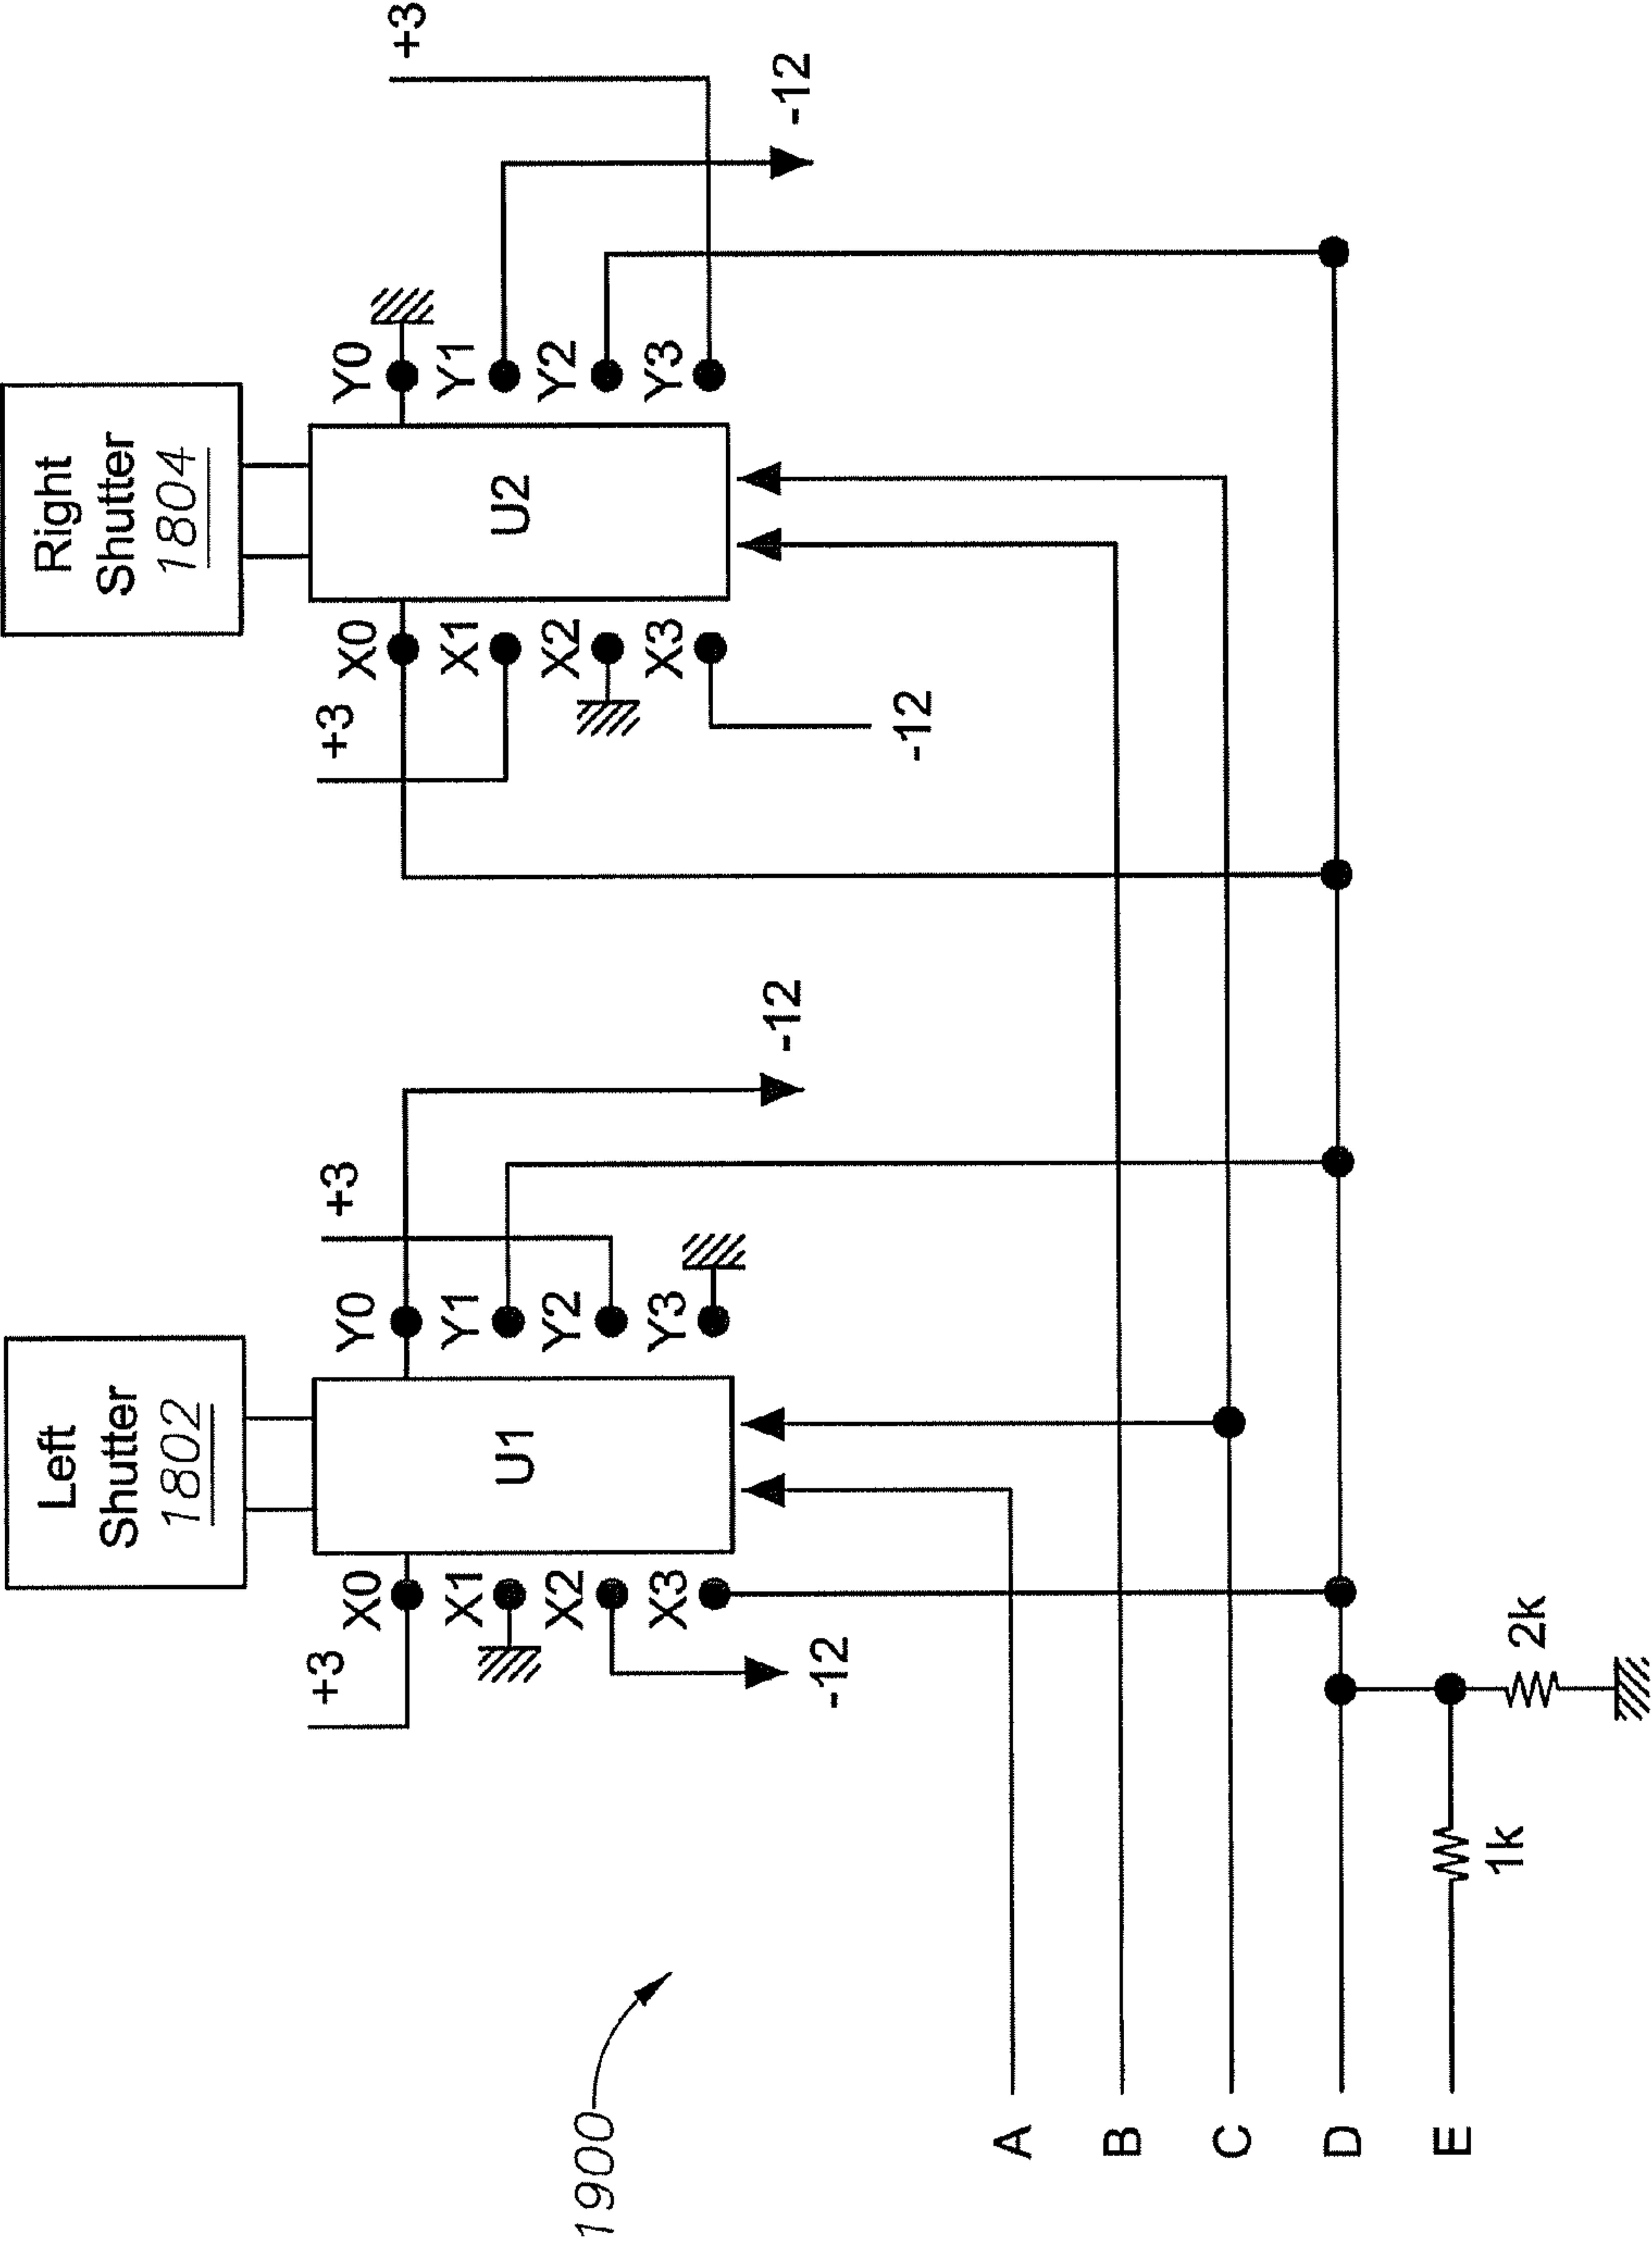 Left
Shutter
1802
Right
Shutter
1804
+3
+3
+3
+3
X0
Y0
X0
Y0
X1
Y1
X1
Y1
U1
U2
X2
Y2
X2
Y2
X3
Y3
X3
Y3
-12
-12
-12
-12
1900
A
B
C
D
E
1k
2k